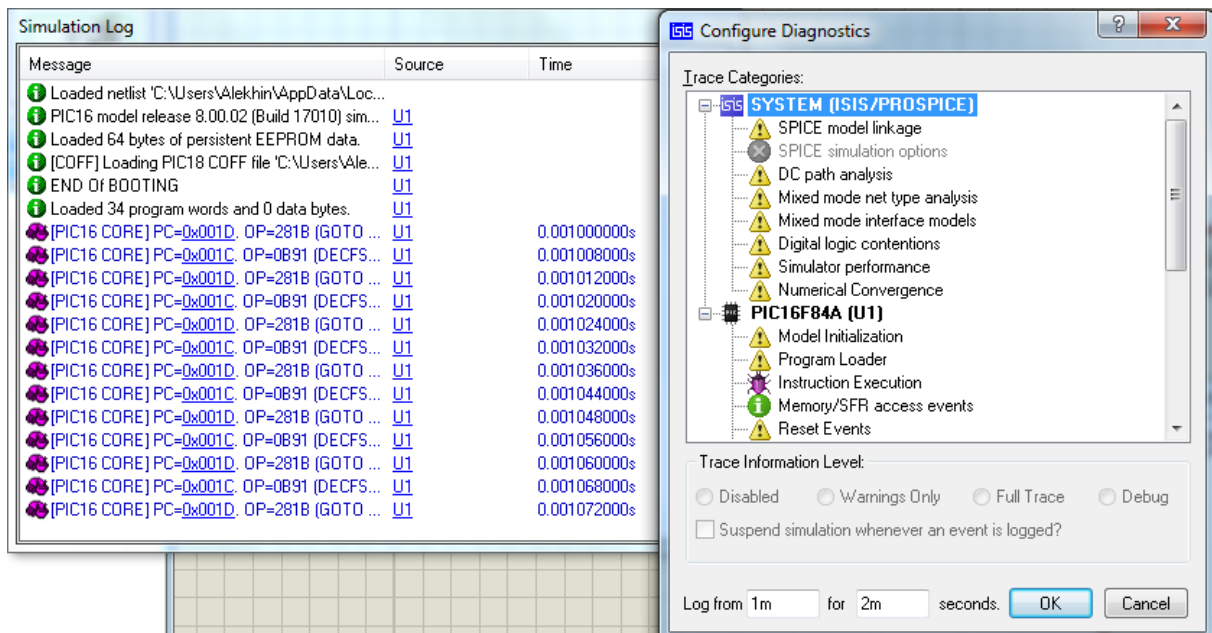 Simulation Log
Message Source Time
Loaded netlist 'C:\Users\Alekhin\AppData\Loc...
PIC16 model release 8.00.02 (Build 17010) sim... U1
Loaded 64 bytes of persistent EEPROM data. U1
[COFF] Loading PIC18 COFF file 'C:\Users\Ale... U1
END Of BOOTING U1
Loaded 34 program words and 0 data bytes. U1
[PIC16 CORE] PC=0x001D. OP=281B (GOTO ... U1 0.001000000s
[PIC16 CORE] PC=0x001C. OP=0B91 (DECFS... U1 0.001008000s
[PIC16 CORE] PC=0x001D. OP=281B (GOTO ... U1 0.001012000s
[PIC16 CORE] PC=0x001C. OP=0B91 (DECFS... U1 0.001020000s
[PIC16 CORE] PC=0x001D. OP=281B (GOTO ... U1 0.001024000s
[PIC16 CORE] PC=0x001C. OP=0B91 (DECFS... U1 0.001032000s
[PIC16 CORE] PC=0x001D. OP=281B (GOTO ... U1 0.001036000s
[PIC16 CORE] PC=0x001C. OP=0B91 (DECFS... U1 0.001044000s
[PIC16 CORE] PC=0x001D. OP=281B (GOTO ... U1 0.001048000s
[PIC16 CORE] PC=0x001C. OP=0B91 (DECFS... U1 0.001056000s
[PIC16 CORE] PC=0x001D. OP=281B (GOTO ... U1 0.001060000s
[PIC16 CORE] PC=0x001C. OP=0B91 (DECFS... U1 0.001068000s
[PIC16 CORE] PC=0x001D. OP=281B (GOTO ... U1 0.001072000s
isis Configure Diagnostics
Trace Categories:
isis SYSTEM (ISIS/PROSPICE)
SPICE model linkage
SPICE simulation options
DC path analysis
Mixed mode net type analysis
Mixed mode interface models
Digital logic contentions
Simulator performance
Numerical Convergence
PIC16F84A (U1)
Model Initialization
Program Loader
Instruction Execution
Memory/SFR access events
Reset Events
Trace Information Level:
Disabled Warnings Only Full Trace Debug
Suspend simulation whenever an event is logged?
Log from 1m for 2m seconds. OK Cancel